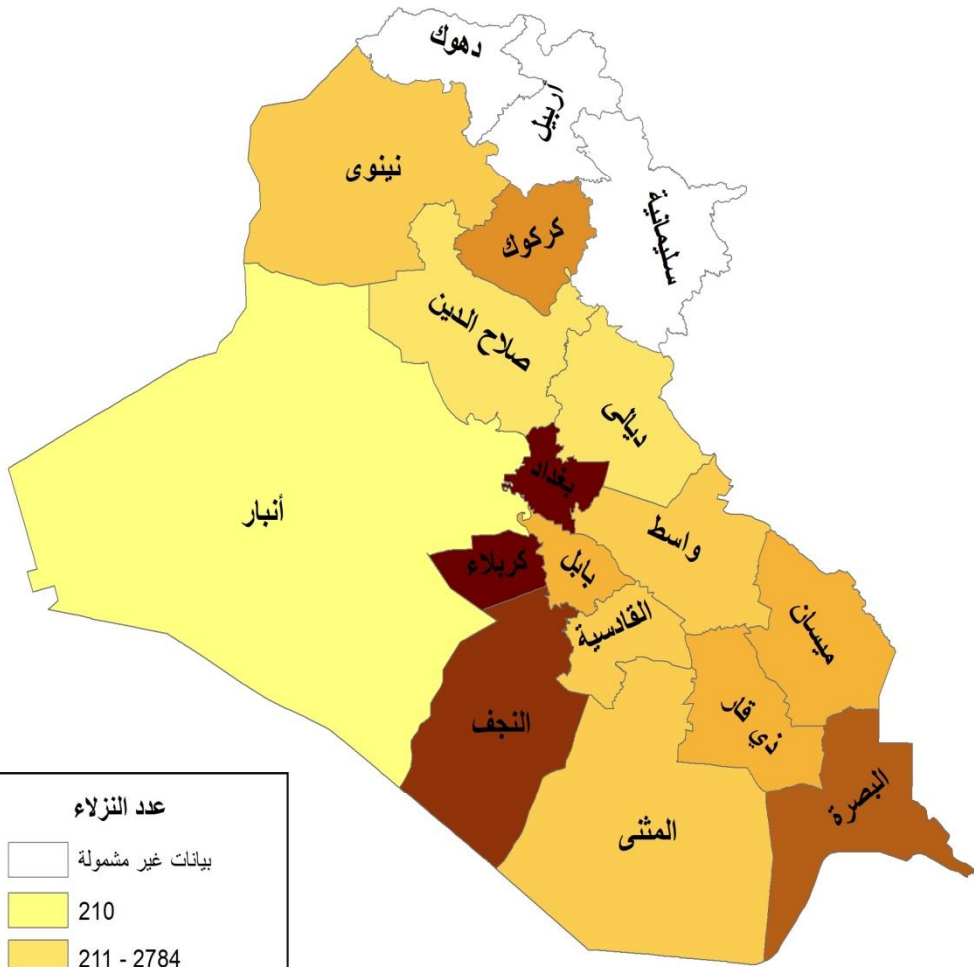 دهوك
أربيل
سليمانية
نينوى
كركوك
صلاح الدين
ديالى
بغداد
أنبار
واسط
كربلاء
بابل
القادسية
ميسان
ذي قار
النجف
المثنى
البصرة
عدد النزلاء
بيانات غير مشمولة
210
211 - 2784